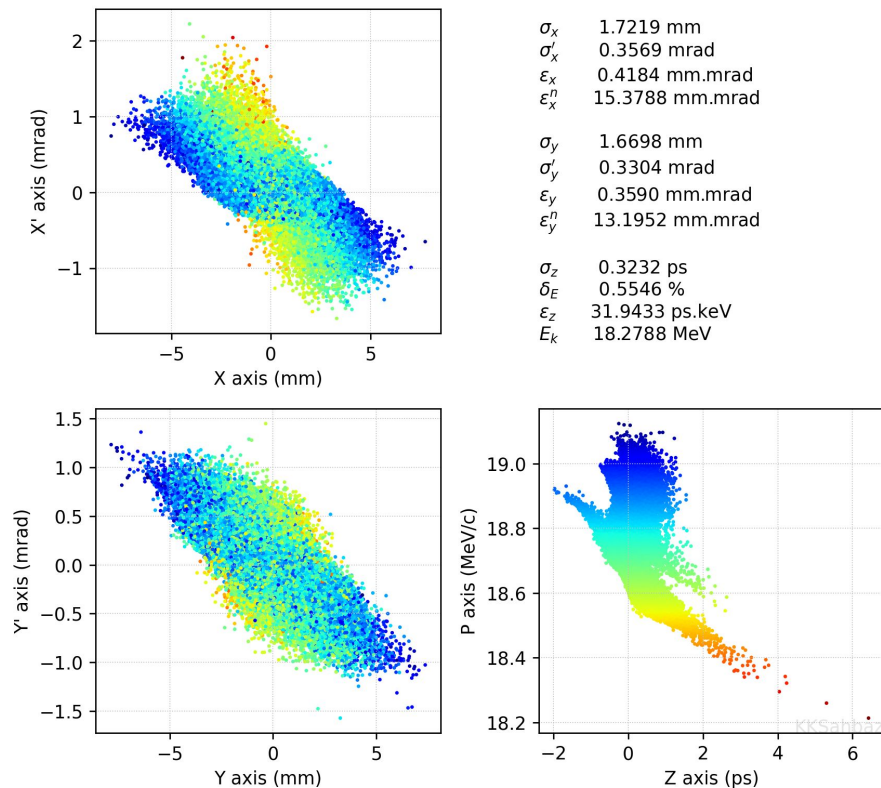 2
1
0
−1
X' axis (mrad)
−5
0
5
X axis (mm)
σx 1.7219 mm
σ′x 0.3569 mrad
εx 0.4184 mm.mrad
εⁿx 15.3788 mm.mrad
σy 1.6698 mm
σ′y 0.3304 mrad
εy 0.3590 mm.mrad
εⁿy 13.1952 mm.mrad
σz 0.3232 ps
δE 0.5546 %
εz 31.9433 ps.keV
Ek 18.2788 MeV
1.5
1.0
0.5
0.0
−0.5
−1.0
−1.5
Y' axis (mrad)
−5
0
5
Y axis (mm)
19.0
18.8
18.6
18.4
18.2
P axis (MeV/c)
−2
0
2
4
6
Z axis (ps)
KKSahbaz